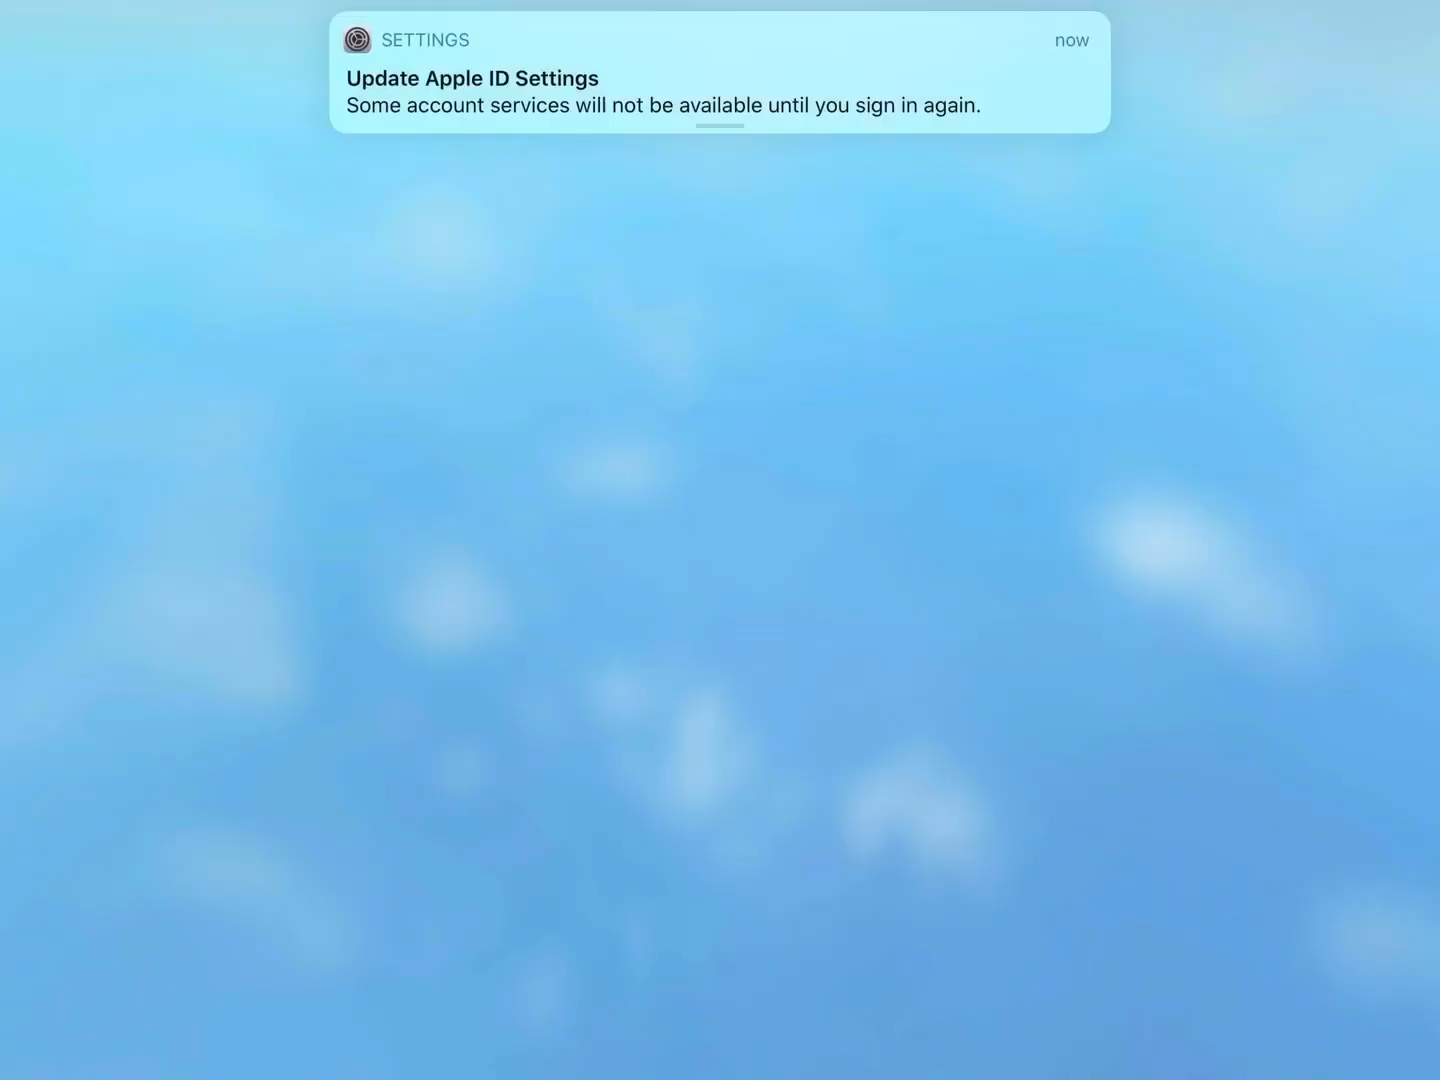 SETTINGS now
Update Apple ID Settings
Some account services will not be available until you sign in again.